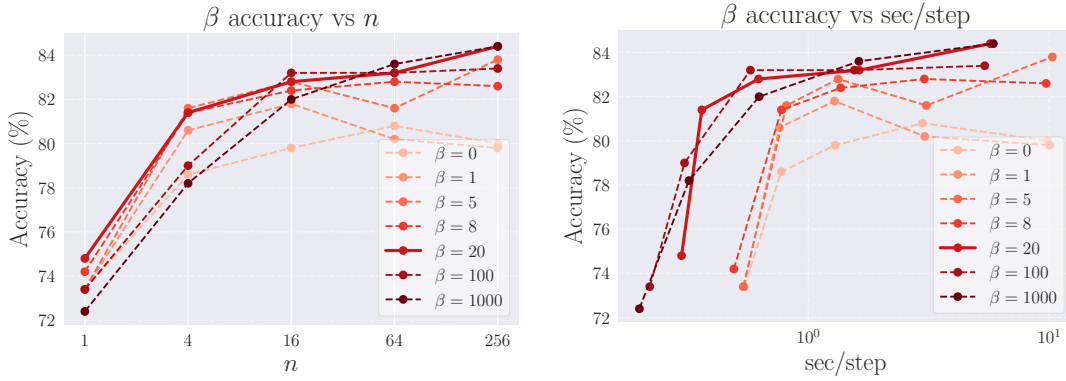 β accuracy vs n
84
82
80
78
76
74
72
Accuracy (%)
1
4
16
64
256
n
β = 0
β = 1
β = 5
β = 8
β = 20
β = 100
β = 1000
β accuracy vs sec/step
84
82
80
78
76
74
72
Accuracy (%)
10⁰
10¹
sec/step
β = 0
β = 1
β = 5
β = 8
β = 20
β = 100
β = 1000